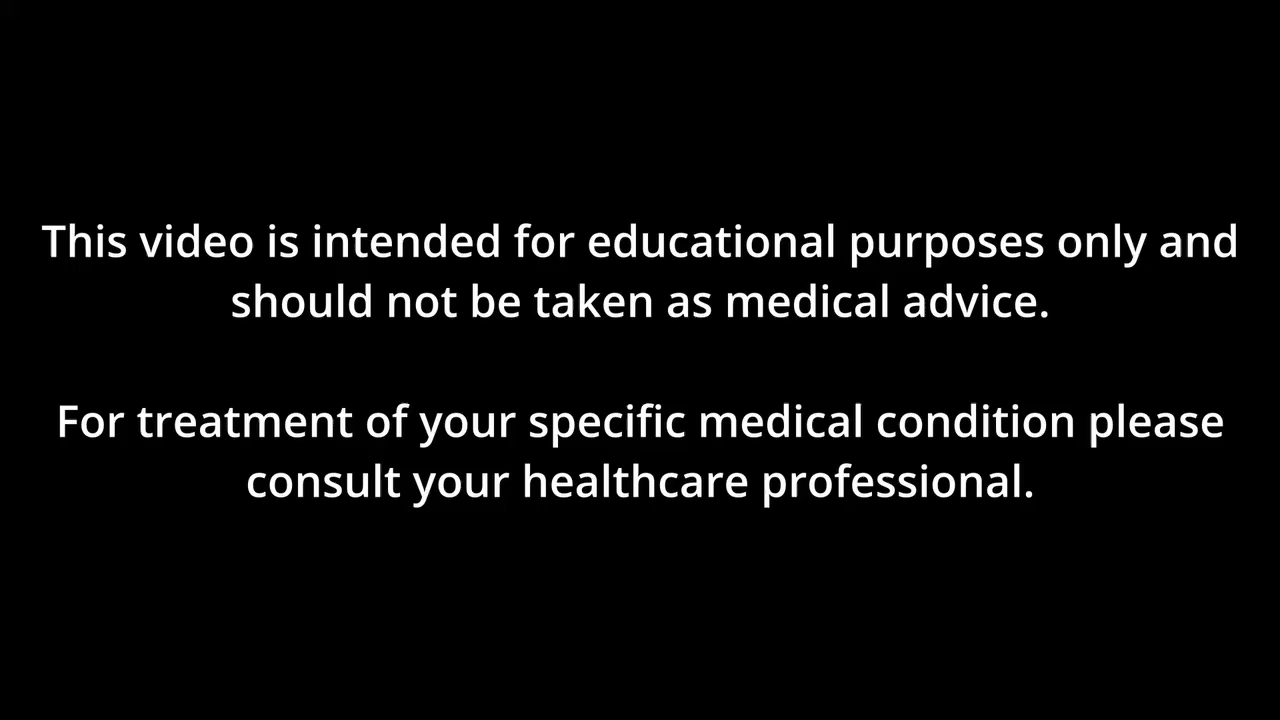 This video is intended for educational purposes only and
should not be taken as medical advice.
For treatment of your specific medical condition please
consult your healthcare professional.